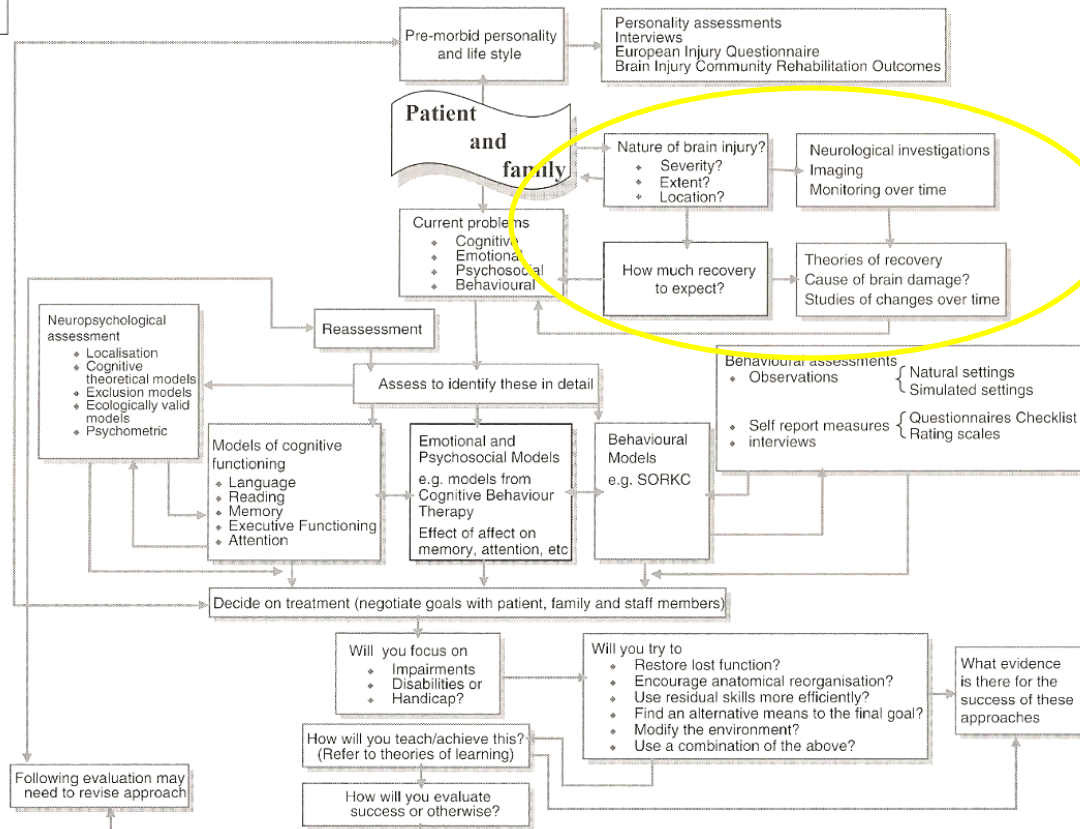 Pre-morbid personality
and life style
Personality assessments
Interviews
European Injury Questionnaire
Brain Injury Community Rehabilitation Outcomes
Patient
and
family
Nature of brain injury?
Severity?
Extent?
Location?
Neurological investigations
Imaging
Monitoring over time
Current problems
Cognitive
Emotional
Psychosocial
Behavioural
How much recovery
to expect?
Theories of recovery
Cause of brain damage?
Studies of changes over time
Neuropsychological
assessment
Localisation
Cognitive
theoretical models
Exclusion models
Ecologically valid
models
Psychometric
Reassessment
Assess to identify these in detail
Behavioural assessments
Observations
Natural settings
Simulated settings
Self report measures
interviews
Questionnaires Checklist
Rating scales
Models of cognitive
functioning
Language
Reading
Memory
Executive Functioning
Attention
Emotional and
Psychosocial Models
e.g. models from
Cognitive Behaviour
Therapy
Effect of affect on
memory, attention, etc
Behavioural
Models
e.g. SORKC
Decide on treatment (negotiate goals with patient, family and staff members)
Will you focus on
Impairments
Disabilities or
Handicap?
Will you try to
Restore lost function?
Encourage anatomical reorganisation?
Use residual skills more efficiently?
Find an alternative means to the final goal?
Modify the environment?
Use a combination of the above?
What evidence
is there for the
success of these
approaches
How will you teach/achieve this?
(Refer to theories of learning)
Following evaluation may
need to revise approach
How will you evaluate
success or otherwise?